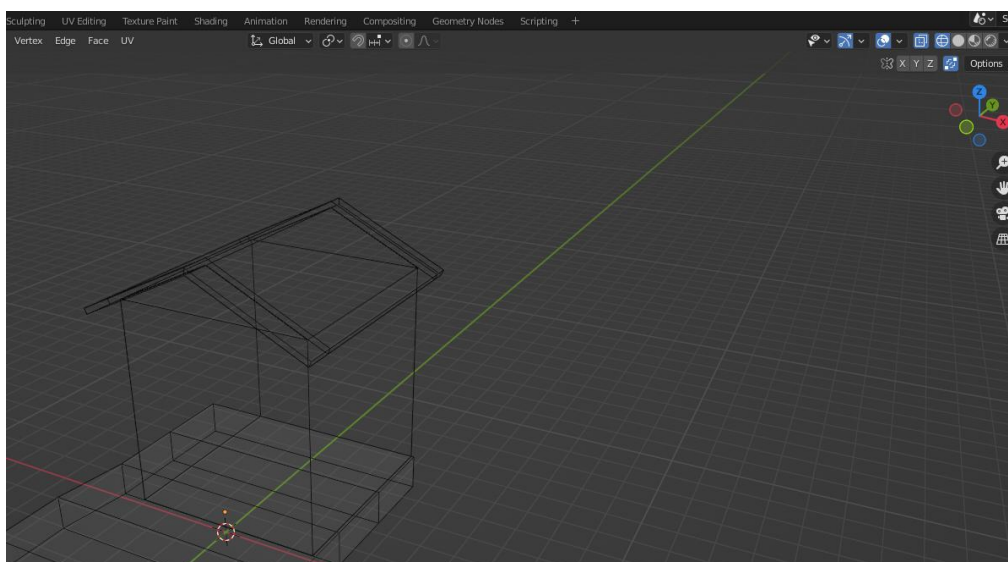 Sculpting UV Editing Texture Paint Shading Animation Rendering Compositing Geometry Nodes Scripting + S
Vertex Edge Face UV Global
X Y Z Options
Z
Y
X